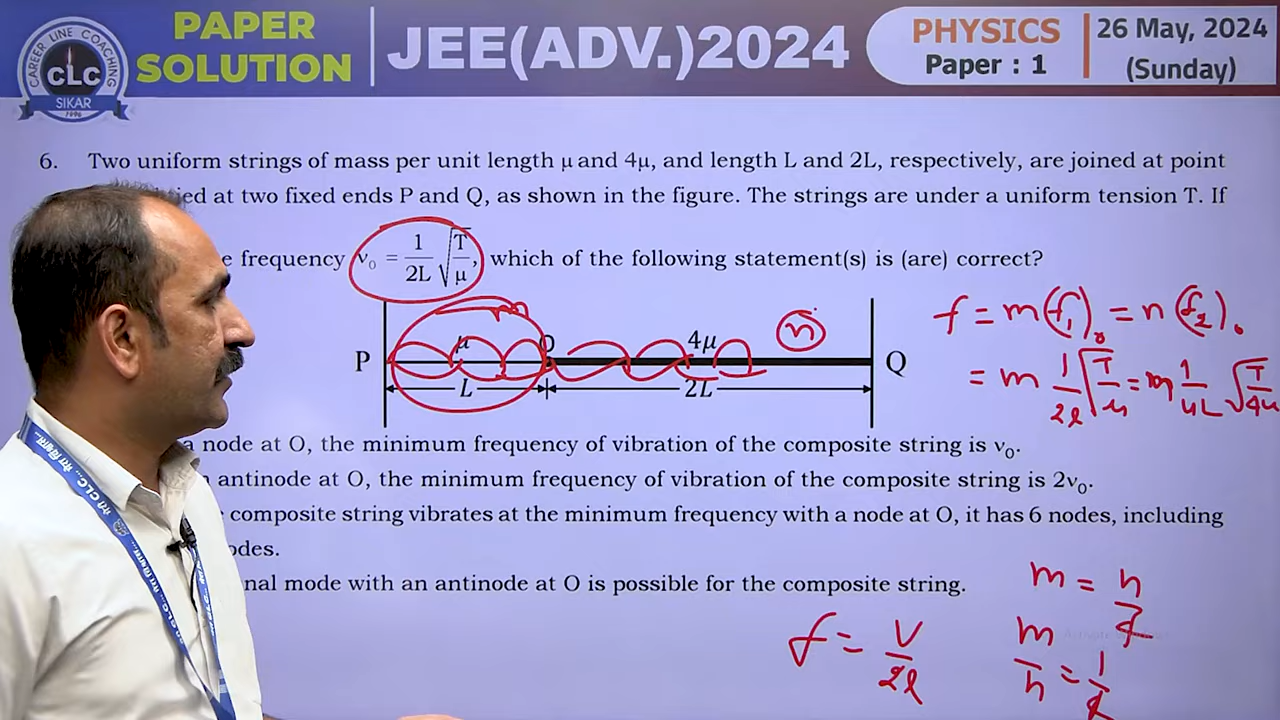 CAREER LINE COACHING
CLC
SIKAR
1996
PAPER
SOLUTION
JEE(ADV.)2024
PHYSICS
Paper : 1
26 May, 2024
(Sunday)
6. Two uniform strings of mass per unit length μ and 4μ, and length L and 2L, respectively, are joined at point
ed at two fixed ends P and Q, as shown in the figure. The strings are under a uniform tension T. If
frequency ν₀ = 1/2L √T/μ, which of the following statement(s) is (are) correct?
m
n
P μ O 4μ Q
L 2L
f = m(f₁)₀ = n(f₂)₀
= m 1/2l √T/μ = n 1/4L √T/4μ
a node at O, the minimum frequency of vibration of the composite string is ν₀.
antinode at O, the minimum frequency of vibration of the composite string is 2ν₀.
composite string vibrates at the minimum frequency with a node at O, it has 6 nodes, including
odes.
nal mode with an antinode at O is possible for the composite string.
f = v/2l